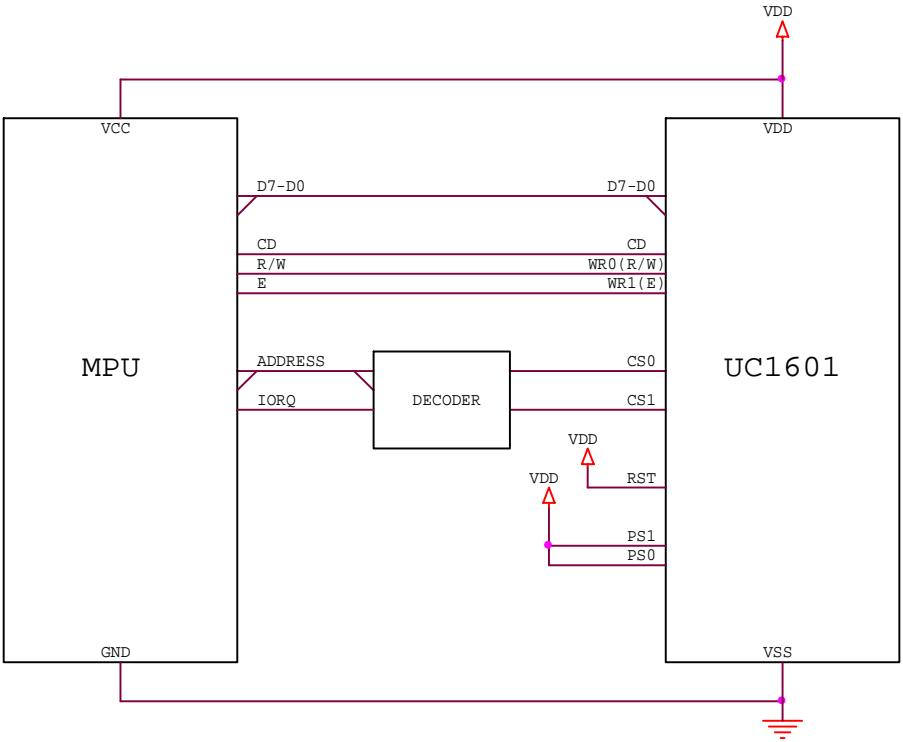 VDD
VCC
VDD
D7-D0
D7-D0
CD
CD
R/W
WR0(R/W)
E
WR1(E)
MPU
ADDRESS
CS0
UC1601
IORQ
DECODER
CS1
VDD
VDD
RST
PS1
PS0
GND
VSS